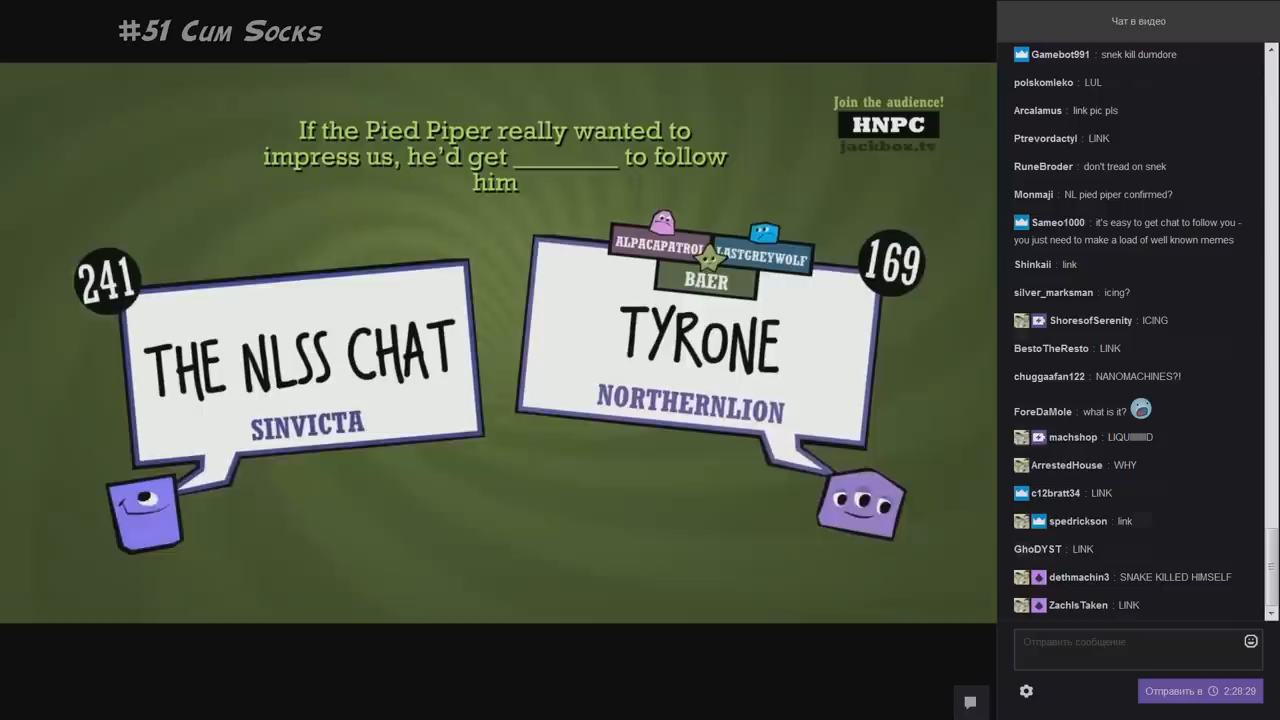 #51 Cum Socks
If the Pied Piper really wanted to
impress us, he'd get ________ to follow
him
Join the audience!
HNPC
jackbox.tv
241
THE NLSS CHAT
SINVICTA
ALPACAPATROL
LASTGREYWOLF
BAER
169
TYRONE
NORTHERNLION
Чат в видео
Gamebot991 : snek kill dumdore
polskomleko : LUL
Arcalamus : link pic pls
Ptrevordactyl : LINK
RuneBroder : don't tread on snek
Monmaji : NL pied piper confirmed?
Sameo1000 : it's easy to get chat to follow you -
you just need to make a load of well known memes
Shinkaii : link
silver_marksman : icing?
ShoresofSerenity : ICING
BestoTheResto : LINK
chuggaafan122 : NANOMACHINES?!
ForeDaMole : what is it?
machshop : LIQUIIIIIID
ArrestedHouse : WHY
c12bratt34 : LINK
spedrickson : link
GhoDYST : LINK
dethmachin3 : SNAKE KILLED HIMSELF
ZachIsTaken : LINK
Отправить сообщение
Отправить в 2:28:29